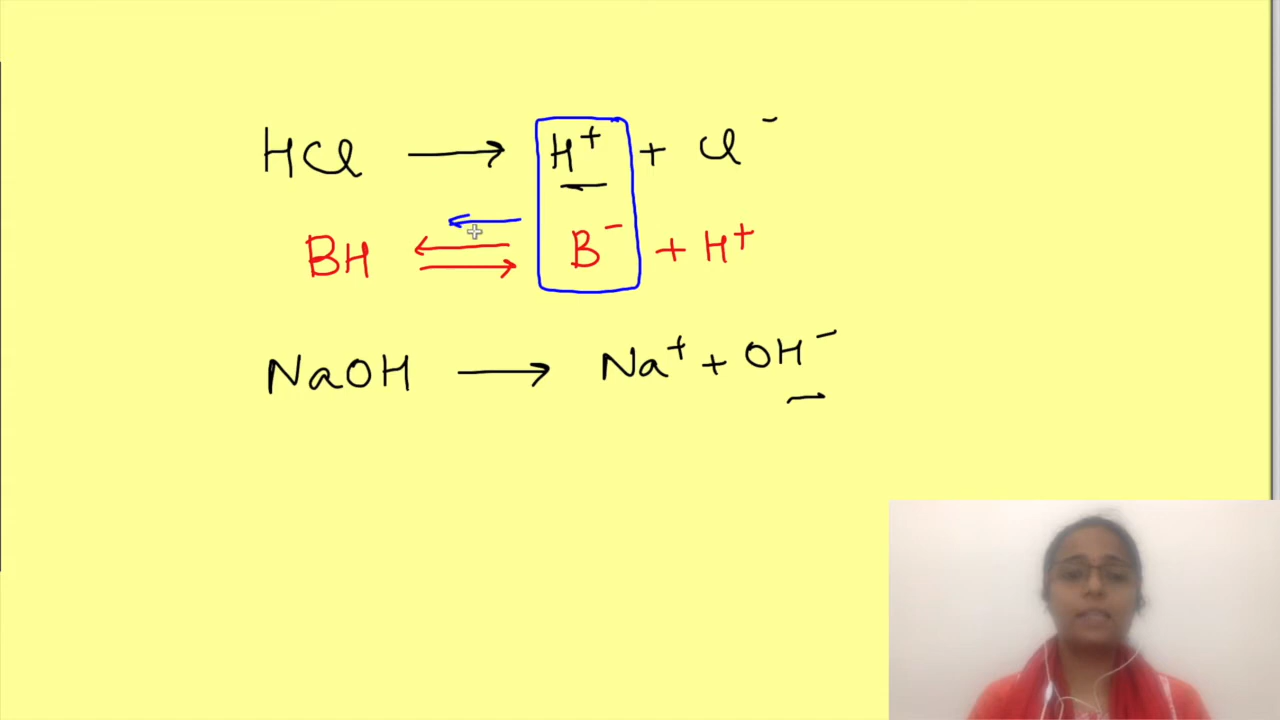 HCl → H⁺ + Cl⁻
BH ⇌ B⁻ + H⁺
NaOH → Na⁺ + OH⁻